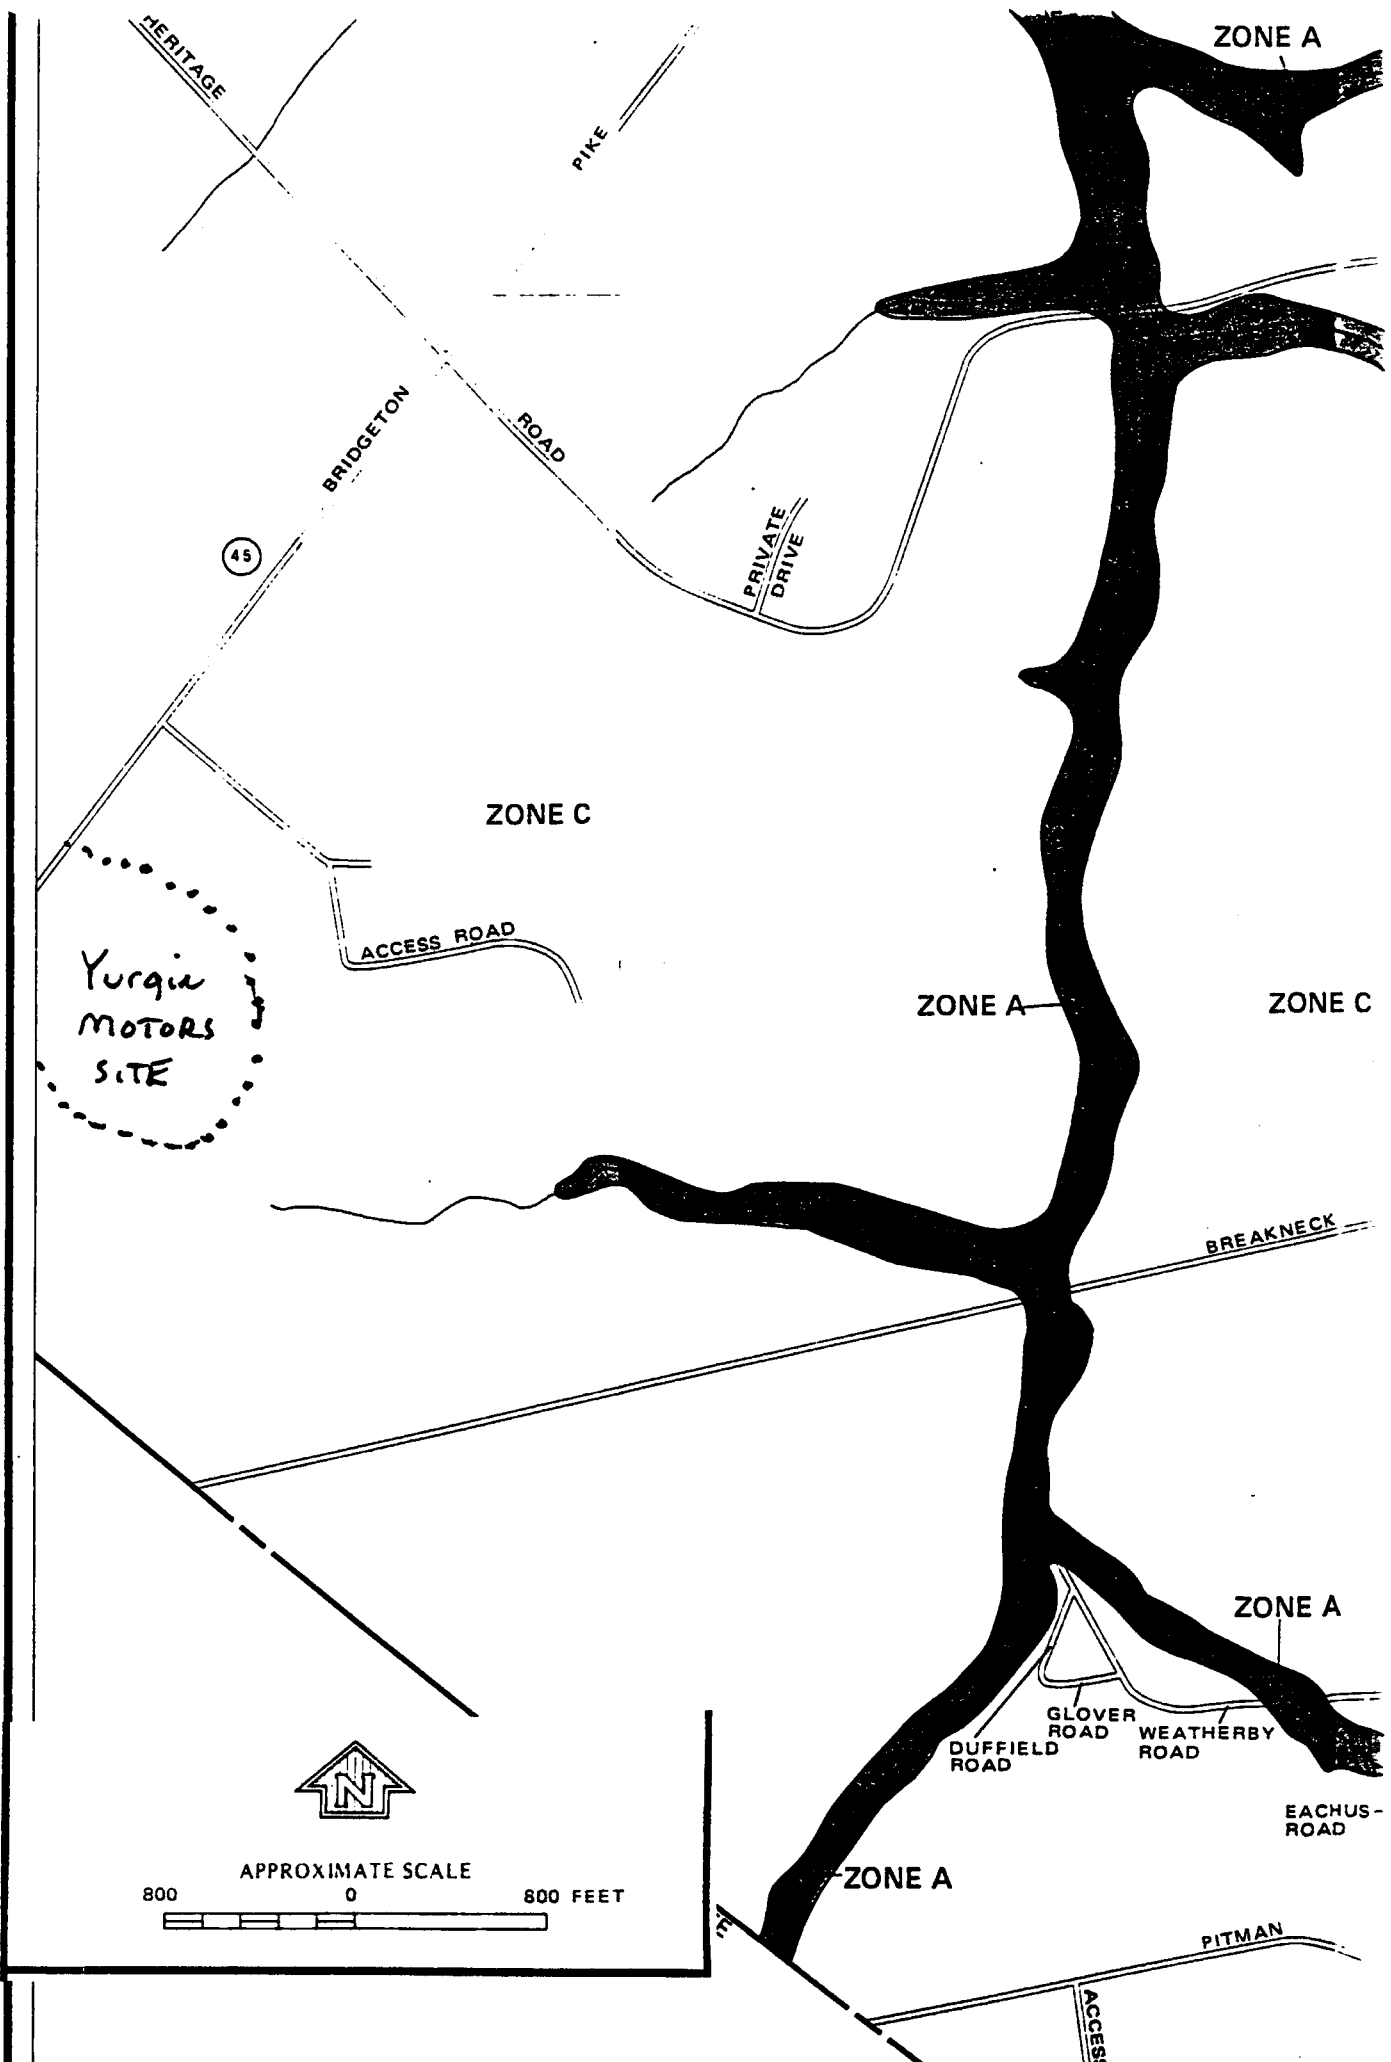 ZONE A
HERITAGE
PIKE
BRIDGETON
ROAD
45
PRIVATE
DRIVE
ZONE C
ACCESS ROAD
Yurgin
MOTORS
SITE
ZONE A
ZONE C
BREAKNECK
ZONE A
GLOVER
ROAD
WEATHERBY
ROAD
DUFFIELD
ROAD
EACHUS-
ROAD
N
APPROXIMATE SCALE
800 0 800 FEET
ZONE A
PITMAN
ACCESS